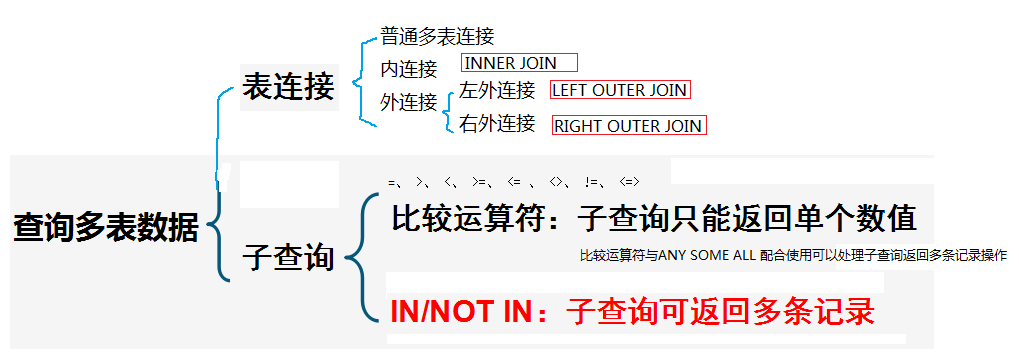 普通多表连接
内连接 INNER JOIN
表连接
外连接 左外连接 LEFT OUTER JOIN
右外连接 RIGHT OUTER JOIN
=、 >、 <、 >=、 <= 、 <>、 !=、 <=>
比较运算符：子查询只能返回单个数值
查询多表数据
子查询
比较运算符与ANY SOME ALL 配合使用可以处理子查询返回多条记录操作
IN/NOT IN：子查询可返回多条记录